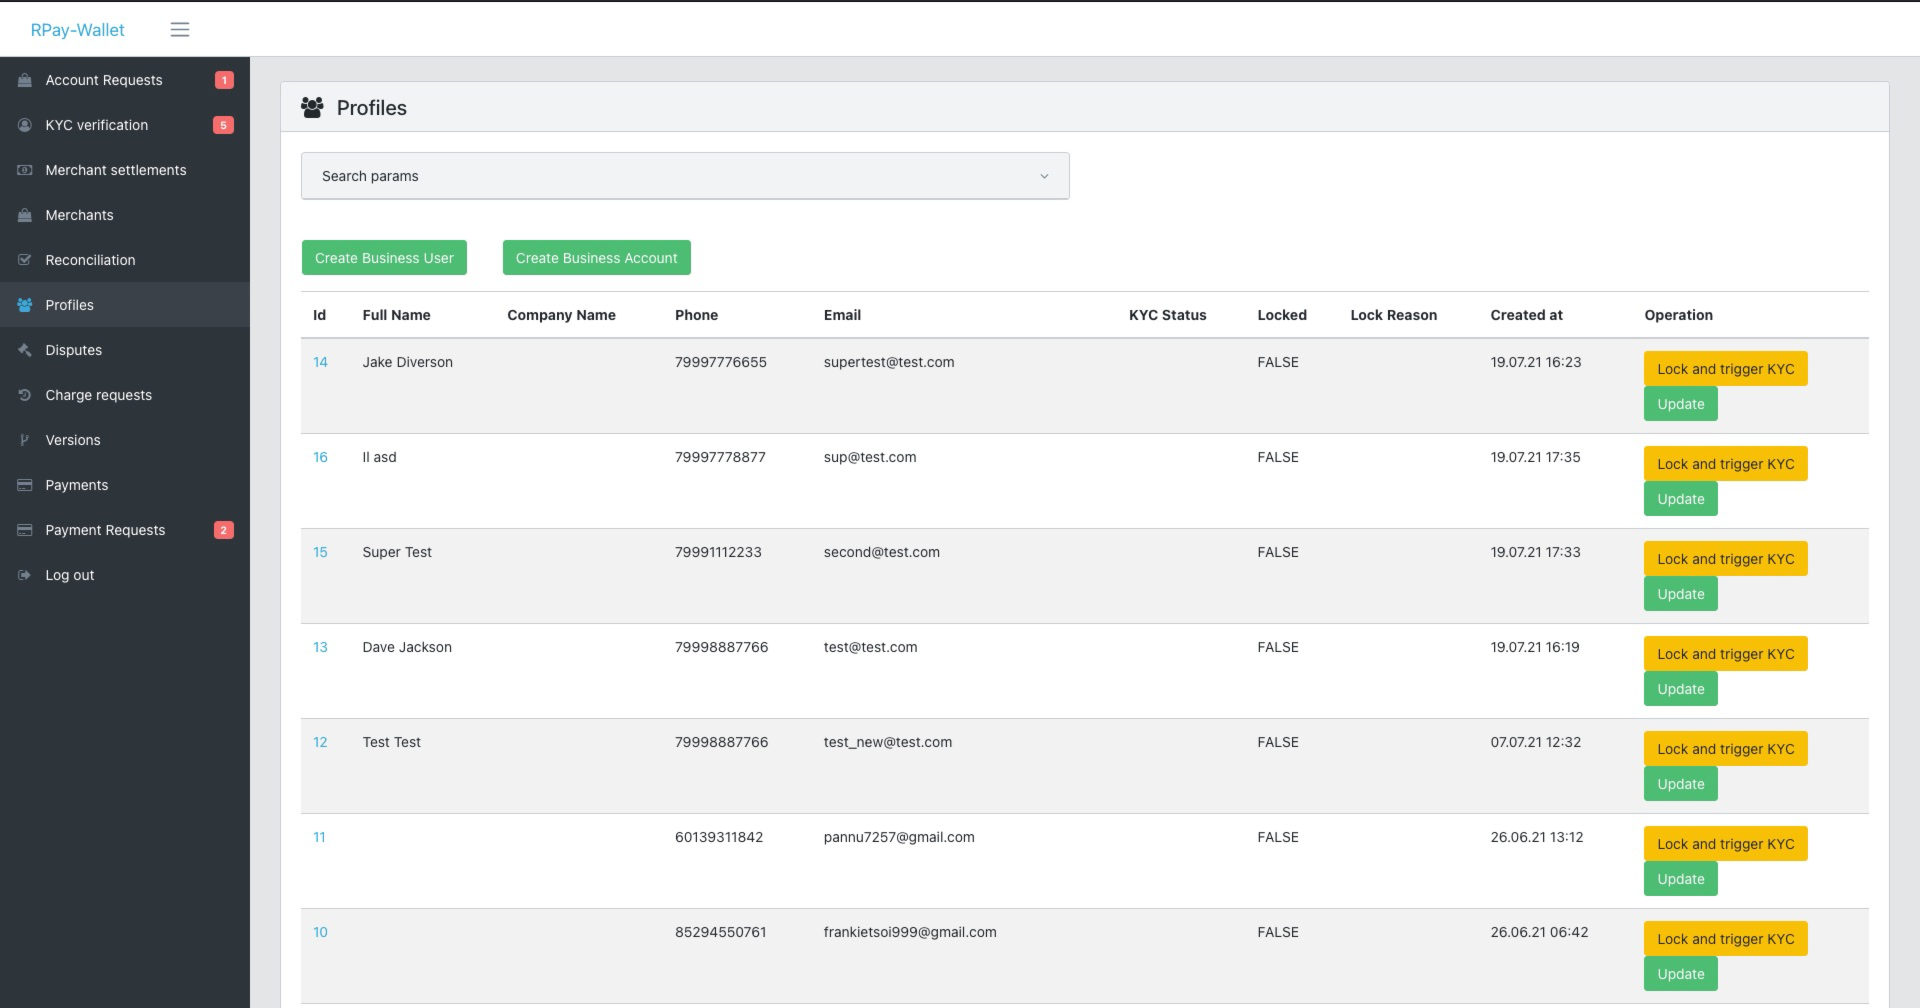 RPay-Wallet
Account Requests 1
KYC verification 5
Merchant settlements
Merchants
Reconciliation
Profiles
Disputes
Charge requests
Versions
Payments
Payment Requests 2
Log out
Profiles
Search params
Create Business User Create Business Account
Id Full Name Company Name Phone Email KYC Status Locked Lock Reason Created at Operation
14 Jake Diverson 79997776655 supertest@test.com FALSE 19.07.21 16:23 Lock and trigger KYC
Update
16 Il asd 79997778877 sup@test.com FALSE 19.07.21 17:35 Lock and trigger KYC
Update
15 Super Test 79991112233 second@test.com FALSE 19.07.21 17:33 Lock and trigger KYC
Update
13 Dave Jackson 79998887766 test@test.com FALSE 19.07.21 16:19 Lock and trigger KYC
Update
12 Test Test 79998887766 test_new@test.com FALSE 07.07.21 12:32 Lock and trigger KYC
Update
11 60139311842 pannu7257@gmail.com FALSE 26.06.21 13:12 Lock and trigger KYC
Update
10 85294550761 frankietsoi999@gmail.com FALSE 26.06.21 06:42 Lock and trigger KYC
Update